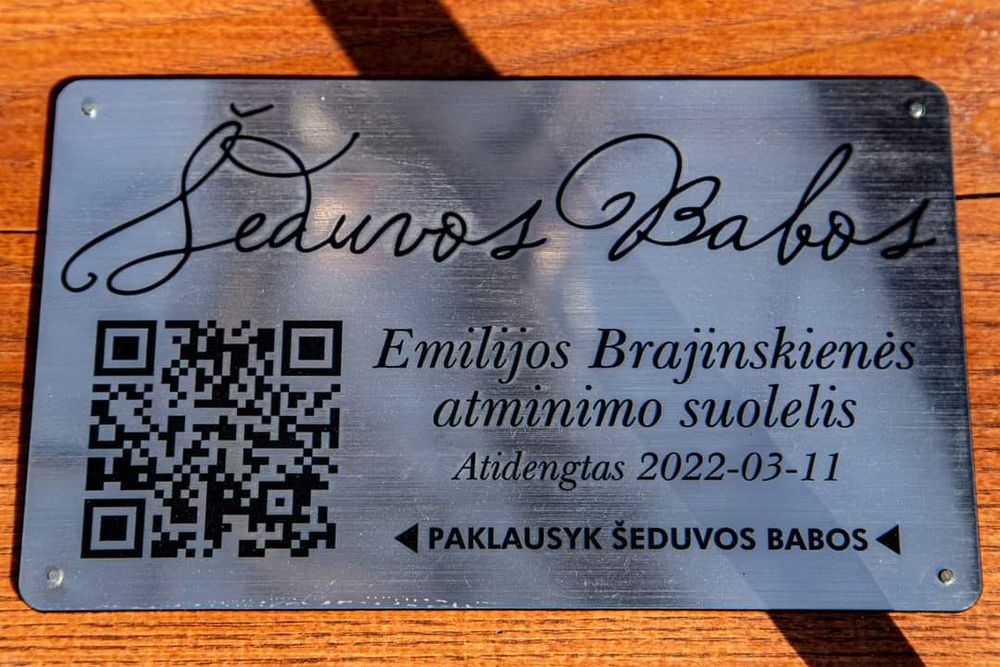 Šeduvos Babos
Emilijos Brajinskienės
atminimo suolelis
Atidengtas 2022-03-11
PAKLAUSYK ŠEDUVOS BABOS